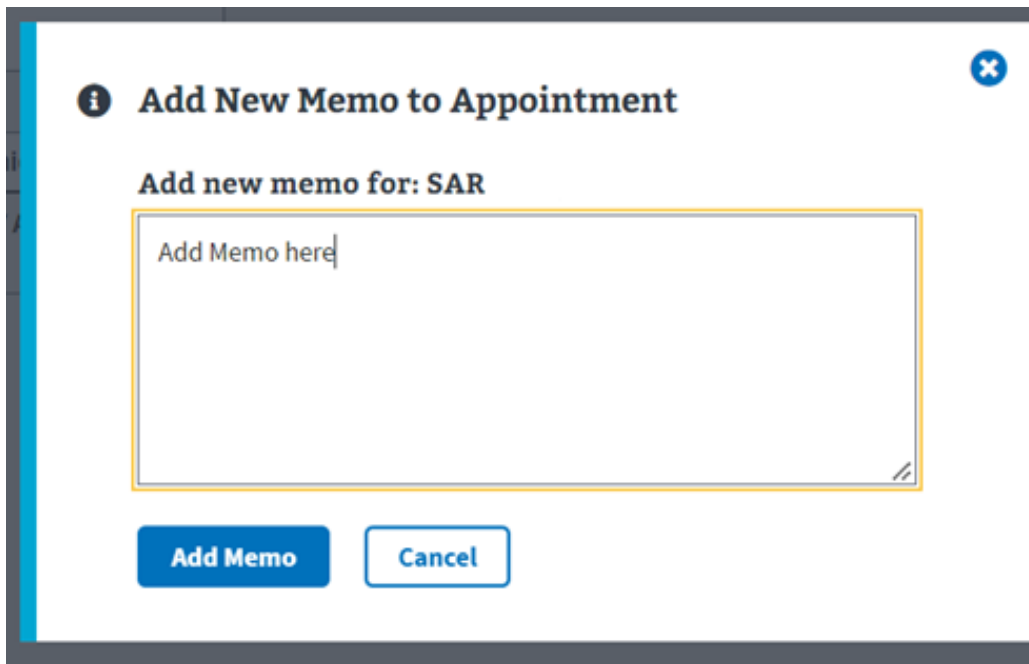 Add New Memo to Appointment
Add new memo for: SAR
Add Memo here
Add Memo
Cancel